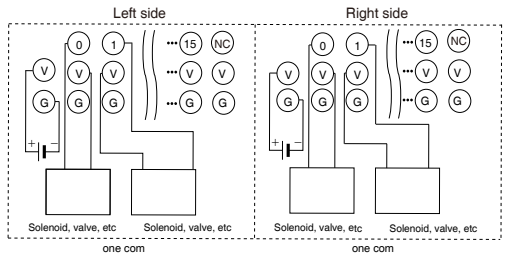 Left side Right side
0 1 ••• 15 NC
V V V ••• V V
G G G ••• G G
+ −
Solenoid, valve, etc Solenoid, valve, etc
one com
0 1 ••• 15 NC
V V V ••• V V
G G G ••• G G
+ −
Solenoid, valve, etc Solenoid, valve, etc
one com